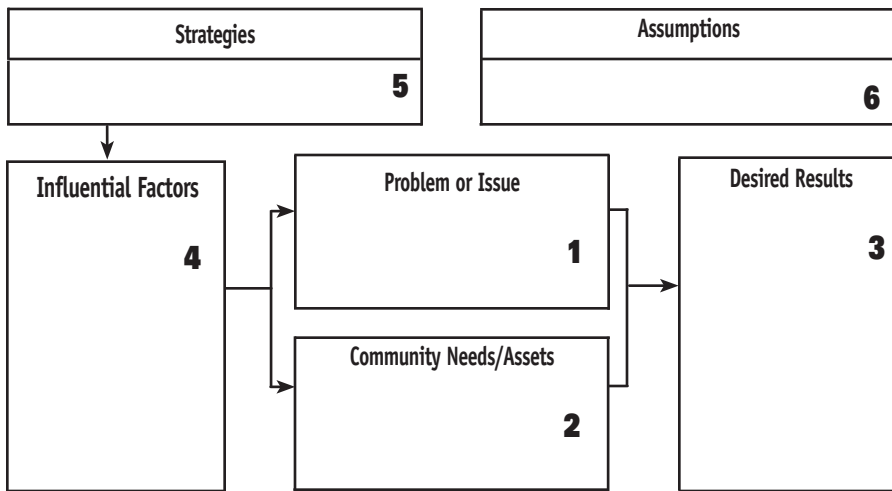 Strategies
5
Assumptions
6
Influential Factors
4
Problem or Issue
1
Community Needs/Assets
2
Desired Results
3